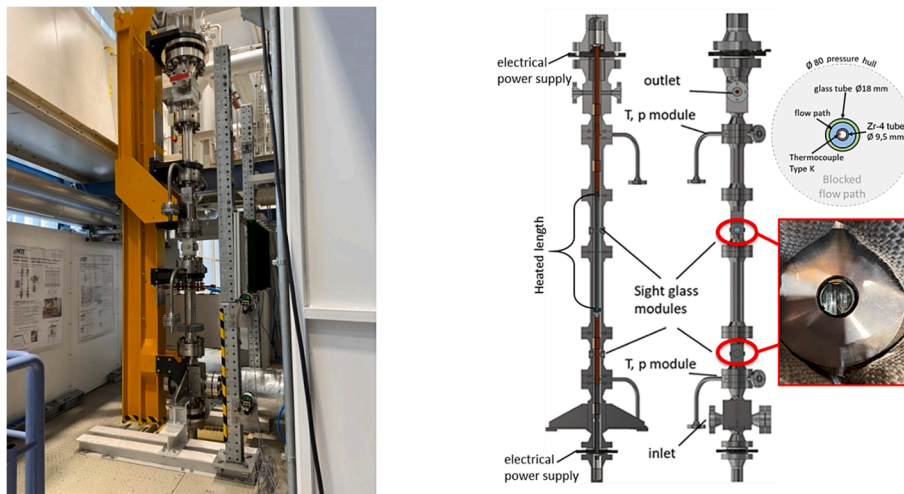 electrical
power supply
outlet
T, p module
Heated length
Sight glass
modules
T, p module
inlet
electrical
power supply
Ø 80 pressure hull
glass tube Ø18 mm
flow path
Zr-4 tube
Ø 9,5 mm
Thermocouple
Type K
Blocked
flow path